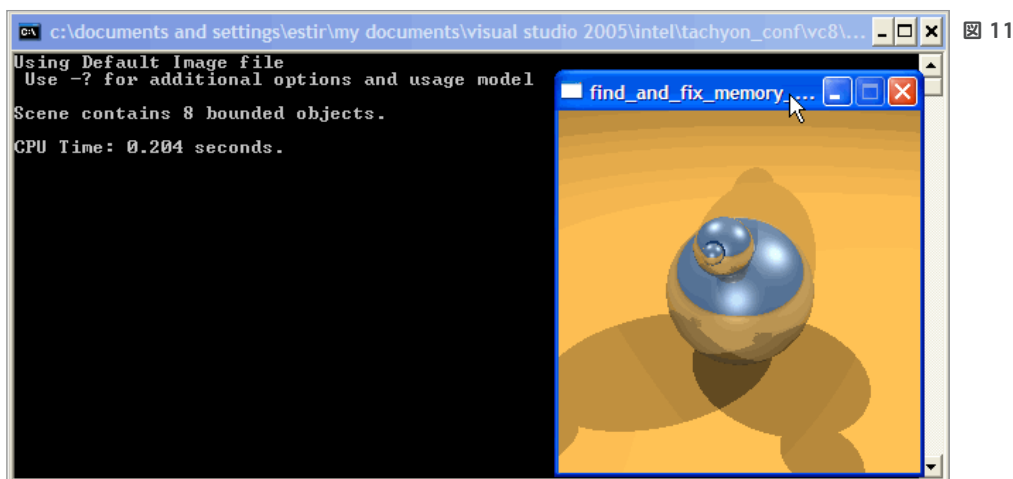 c:\documents and settings\estir\my documents\visual studio 2005\intel\tachyon_conf\vc8\...
図 11
Using Default Image file
Use -? for additional options and usage model
find_and_fix_memory_...
Scene contains 8 bounded objects.
CPU Time: 0.204 seconds.